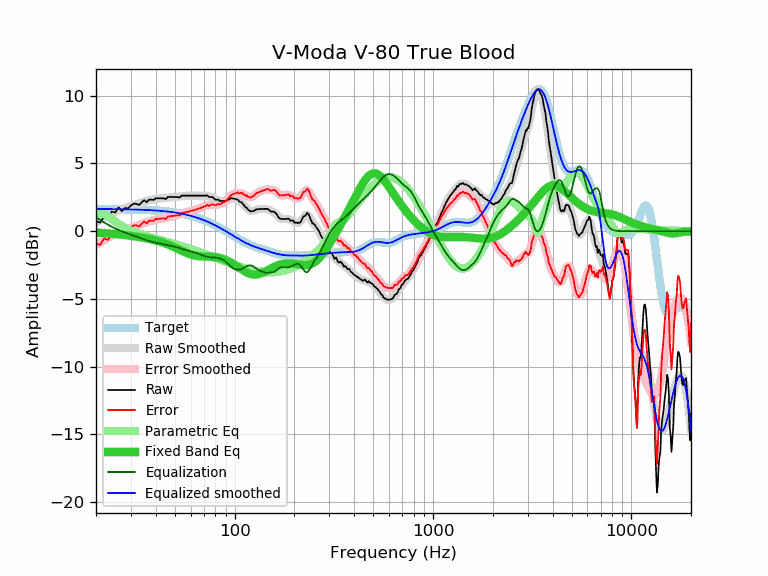 V-Moda V-80 True Blood
10
5
0
−5
−10
−15
−20
Amplitude (dBr)
Target
Raw Smoothed
Error Smoothed
Raw
Error
Parametric Eq
Fixed Band Eq
Equalization
Equalized smoothed
100
1000
10000
Frequency (Hz)